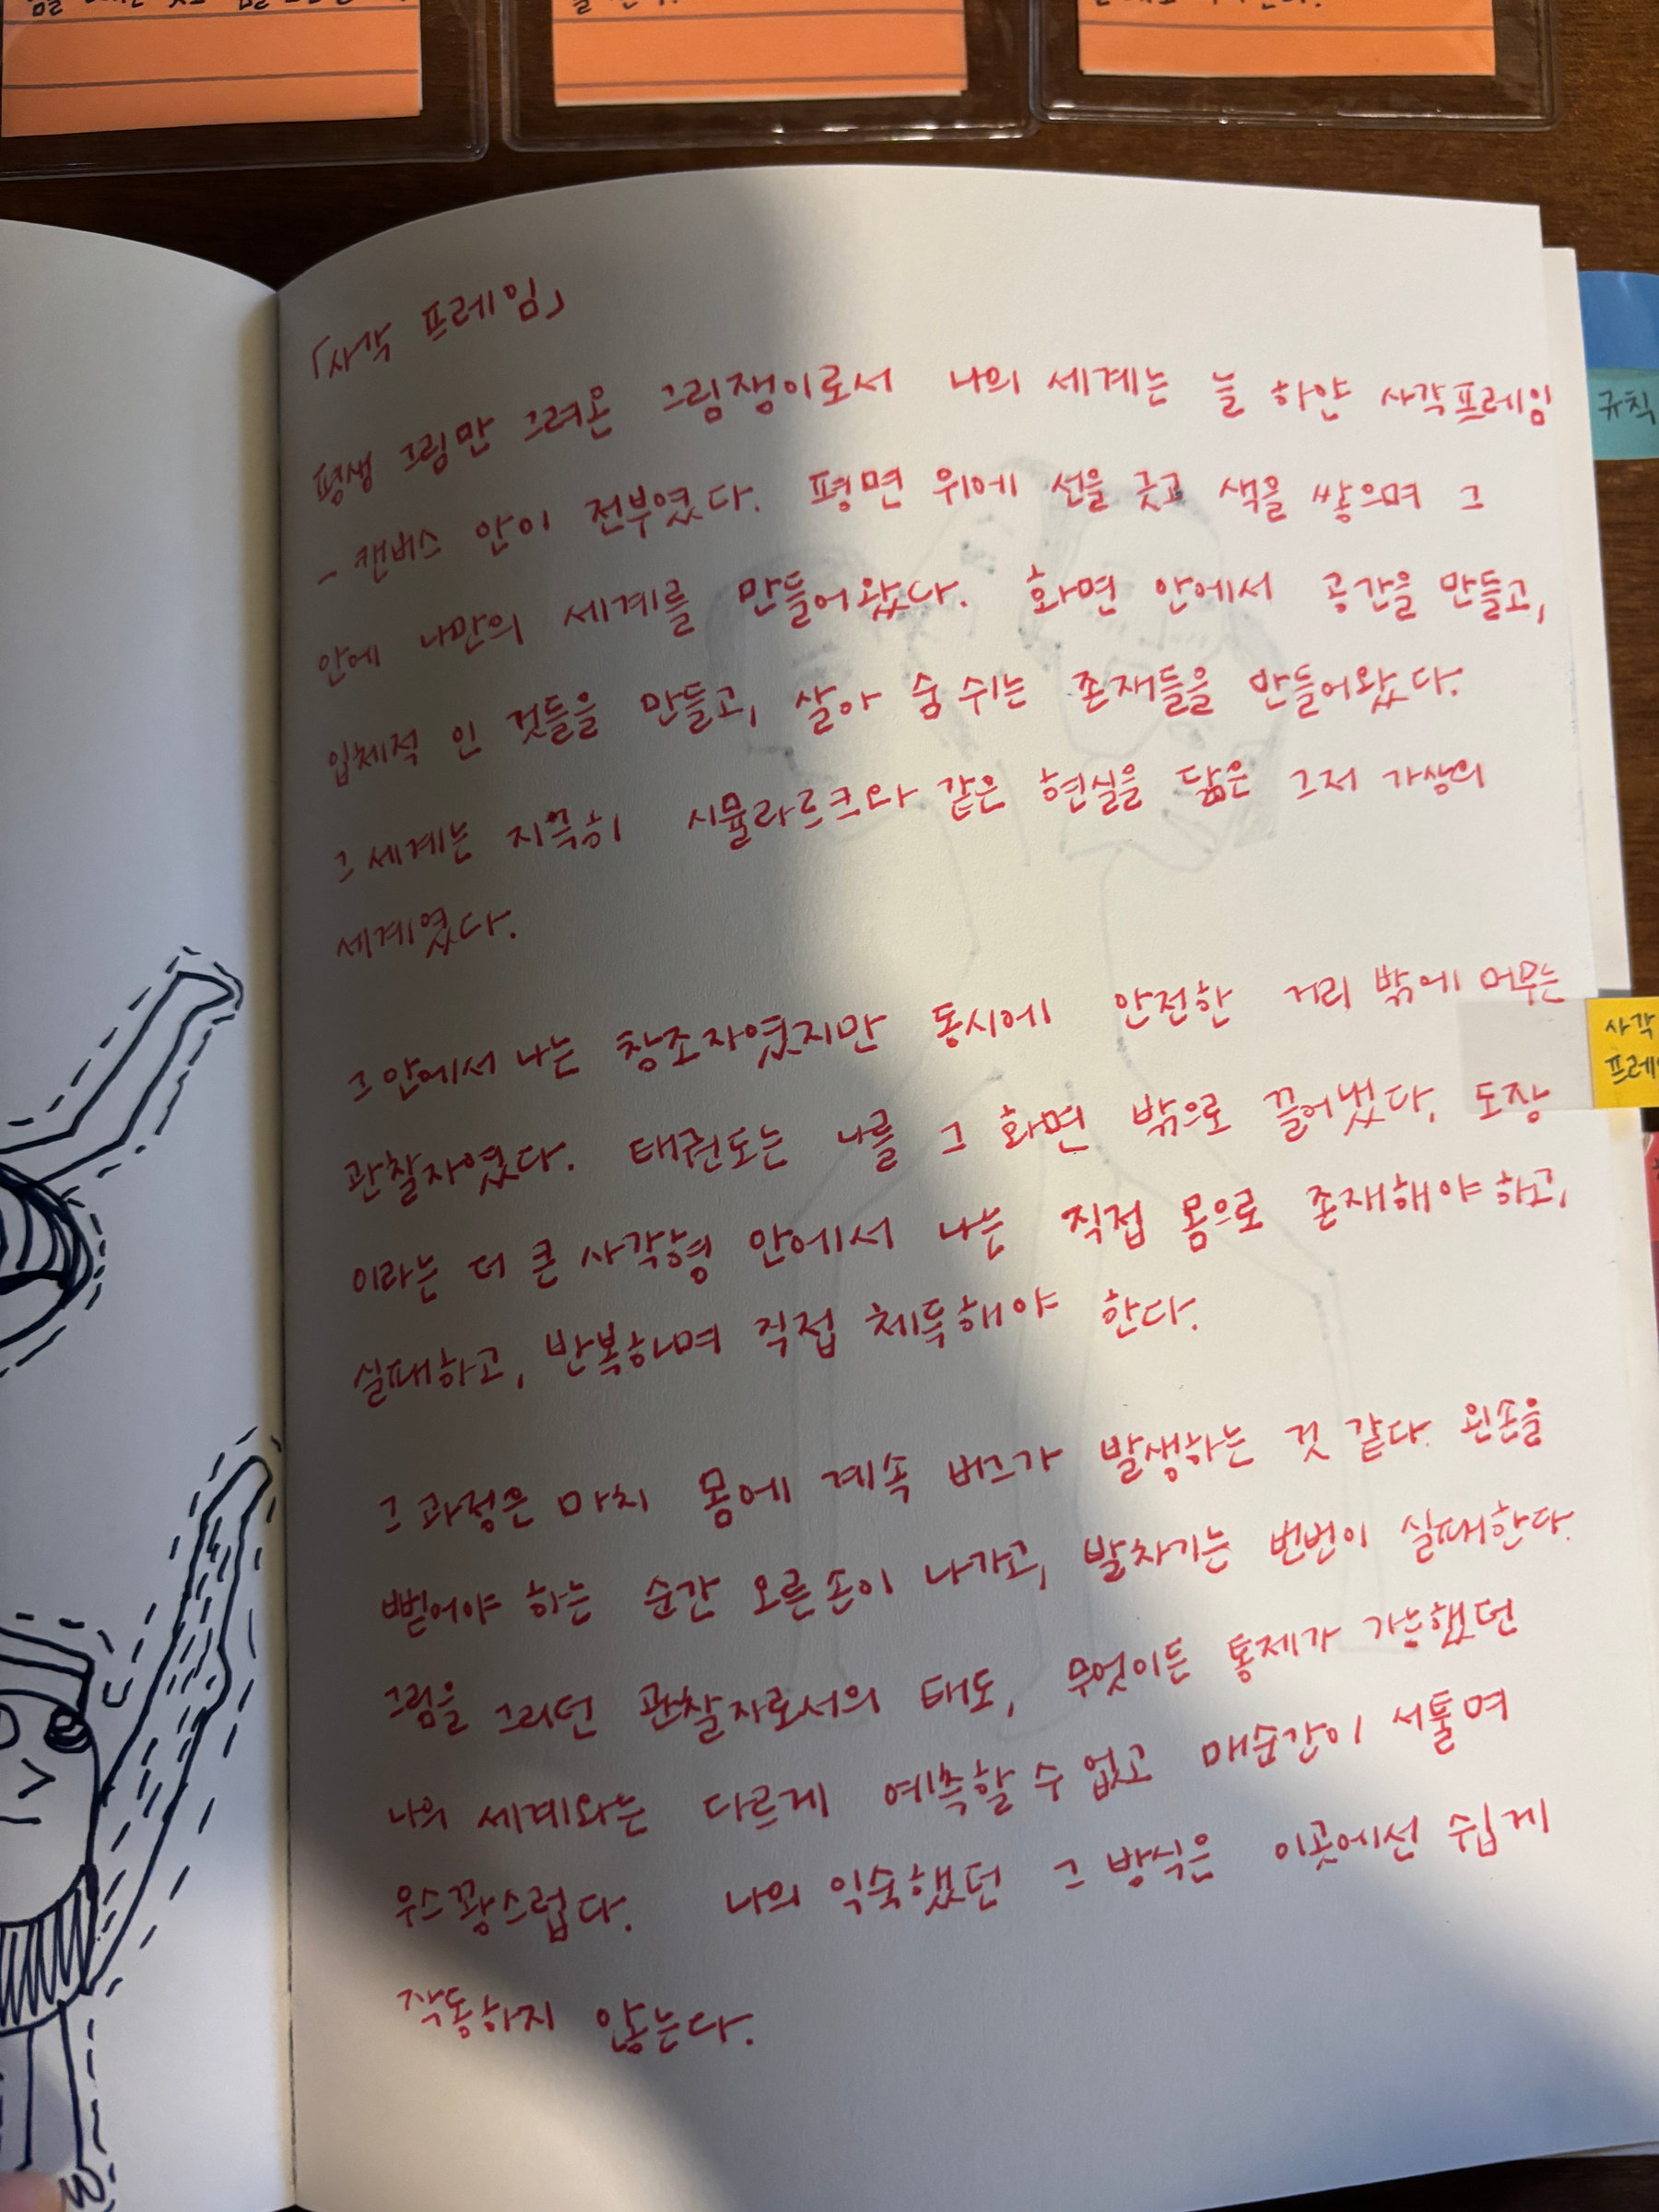 「사각 프레임」
평생 그림만 그려온 그림쟁이로서 나의 세계는 늘 하얀 사각프레임
- 캔버스 안이 전부였다. 평면 위에 선을 긋고 색을 쌓으며 그
안에 나만의 세계를 만들어왔다. 화면 안에서 공간을 만들고,
입체적 인 것들을 만들고, 살아 숨쉬는 존재들을 만들어왔다.
그 세계는 지극히 시뮬라르크와 같은 현실을 닮은 그저 가상의
세계였다.
그 안에서 나는 창조자였지만 동시에 안전한 거리 밖에 머무는
관찰자였다. 태권도는 나를 그 화면 밖으로 끌어냈다. 도장
이라는 더 큰 사각형 안에서 나는 직접 몸으로 존재해야하고,
실패하고, 반복하며 직접 체득해야 한다.
그 과정은 마치 몸에 계속 버그가 발생하는 것 같다. 왼손을
뻗어야 하는 순간 오른손이 나가고, 발차기는 번번이 실패한다.
그림을 그리던 관찰자로서의 태도, 무엇이든 통제가 가능했던
나의 세계와는 다르게 예측할 수 없고 매순간이 서툴며
우스꽝스럽다. 나의 익숙했던 그 방식은 이곳에선 쉽게
작동하지 않는다.
규칙
사각